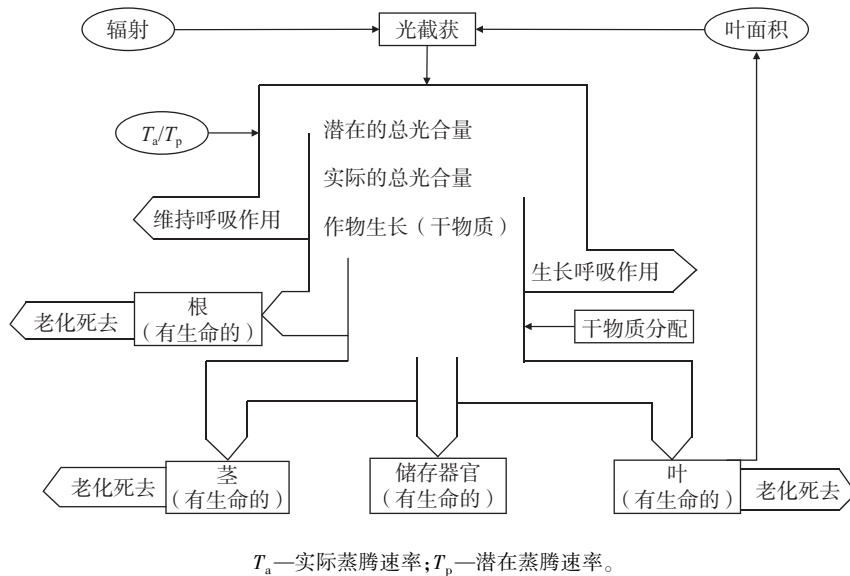 辐射
光截获
叶面积
Ta/Tp
潜在的总光合量
实际的总光合量
维持呼吸作用
作物生长（干物质）
生长呼吸作用
老化死去
根
（有生命的）
干物质分配
老化死去
茎
（有生命的）
储存器官
（有生命的）
叶
（有生命的）
老化死去
Ta—实际蒸腾速率;Tp—潜在蒸腾速率。